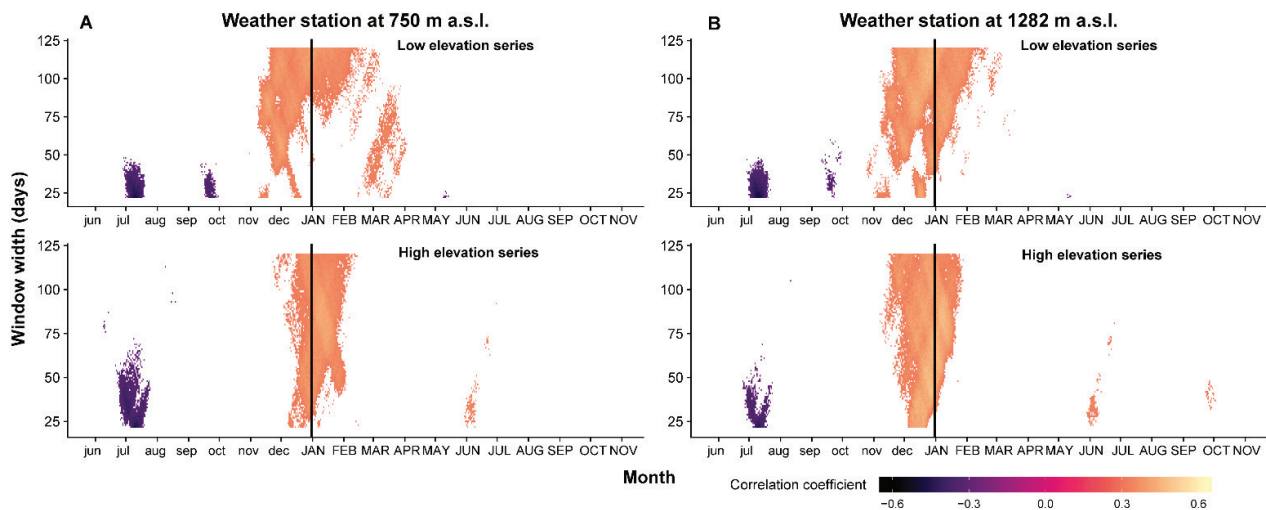 A
Weather station at 750 m a.s.l.
B
Weather station at 1282 m a.s.l.
Low elevation series
125
100
75
50
25
jun jul aug sep oct nov dec JAN FEB MAR APR MAY JUN JUL AUG SEP OCT NOV
Low elevation series
125
100
75
50
25
jun jul aug sep oct nov dec JAN FEB MAR APR MAY JUN JUL AUG SEP OCT NOV
Window width (days)
High elevation series
125
100
75
50
25
jun jul aug sep oct nov dec JAN FEB MAR APR MAY JUN JUL AUG SEP OCT NOV
High elevation series
125
100
75
50
25
jun jul aug sep oct nov dec JAN FEB MAR APR MAY JUN JUL AUG SEP OCT NOV
Month
Correlation coefficient
−0.6 −0.3 0.0 0.3 0.6